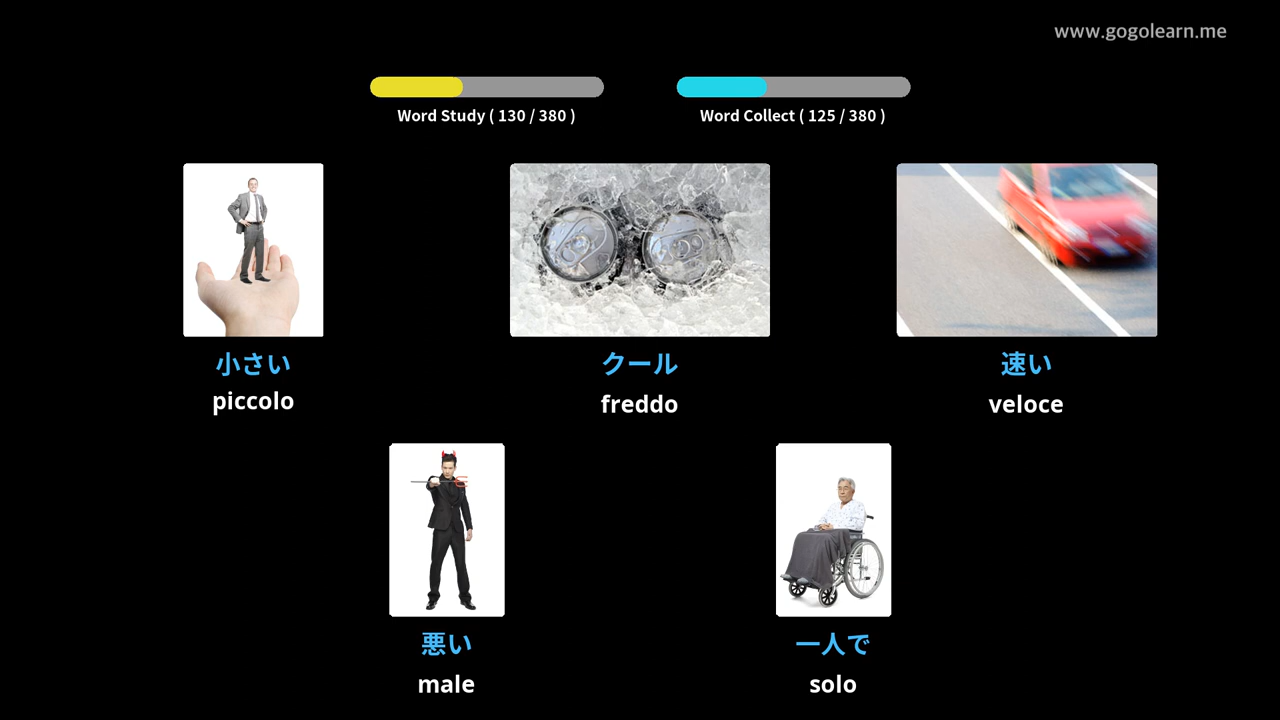 www.gogolearn.me
Word Study ( 130 / 380 )
Word Collect ( 125 / 380 )
小さい
piccolo
クール
freddo
速い
veloce
悪い
male
一人で
solo